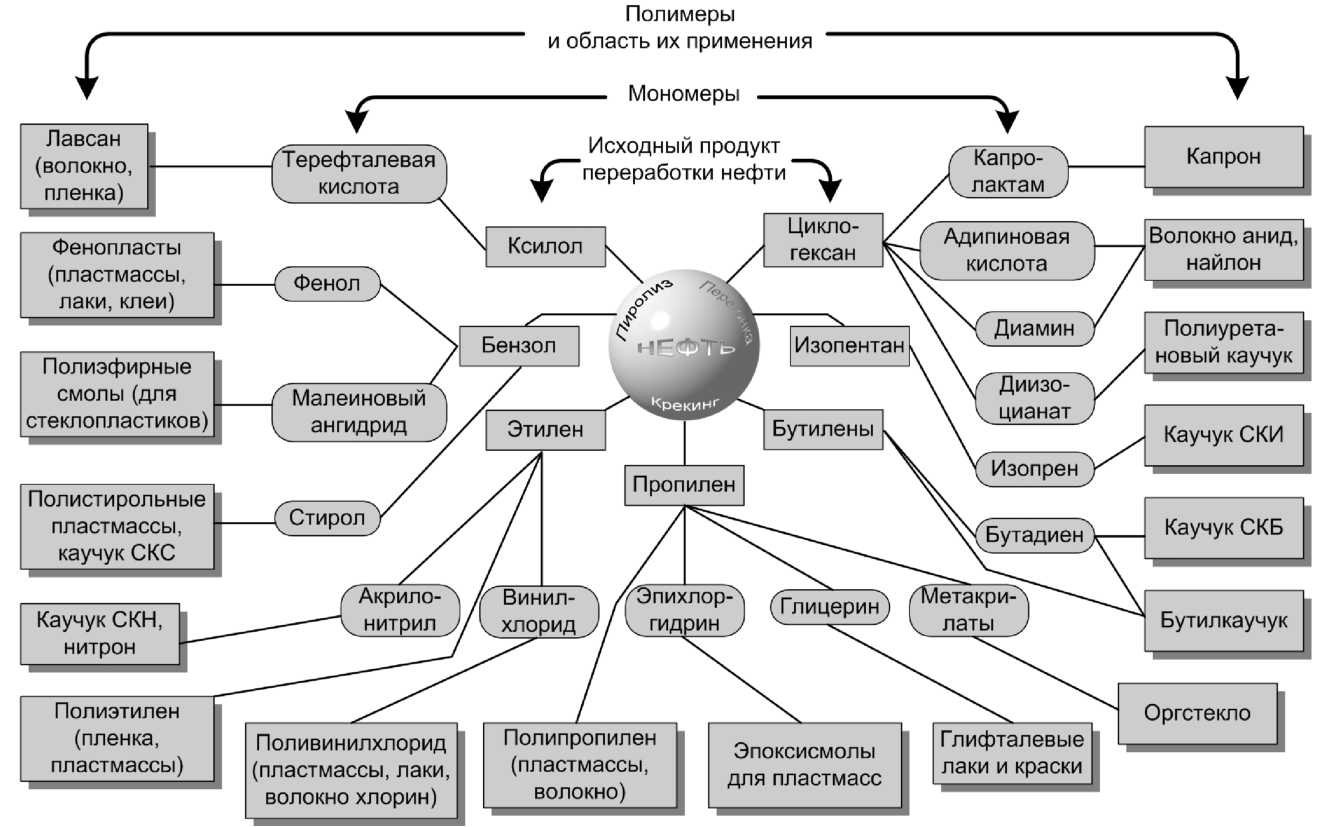 Полимеры
и область их применения
Мономеры
Исходный продукт
переработки нефти
Лавсан
(волокно,
пленка)
Терефталевая
кислота
Ксилол
Цикло-
гексан
Капро-
лактам
Капрон
Фенопласты
(пластмассы,
лаки, клеи)
Фенол
Адипиновая
кислота
Волокно анид,
найлон
Бензол
Пиролиз
Перегонка
НЕФТЬ
Крекинг
Изопентан
Диамин
Полиурета-
новый каучук
Полиэфирные
смолы (для
стеклопластиков)
Малеиновый
ангидрид
Этилен
Бутилены
Диизо-
цианат
Каучук СКИ
Изопрен
Пропилен
Полистирольные
пластмассы,
каучук СКС
Стирол
Бутадиен
Каучук СКБ
Каучук СКН,
нитрон
Акрило-
нитрил
Винил-
хлорид
Эпихлор-
гидрин
Глицерин
Метакри-
латы
Бутилкаучук
Полиэтилен
(пленка,
пластмассы)
Поливинилхлорид
(пластмассы, лаки,
волокно хлорин)
Полипропилен
(пластмассы,
волокно)
Эпоксисмолы
для пластмасс
Глифталевые
лаки и краски
Оргстекло